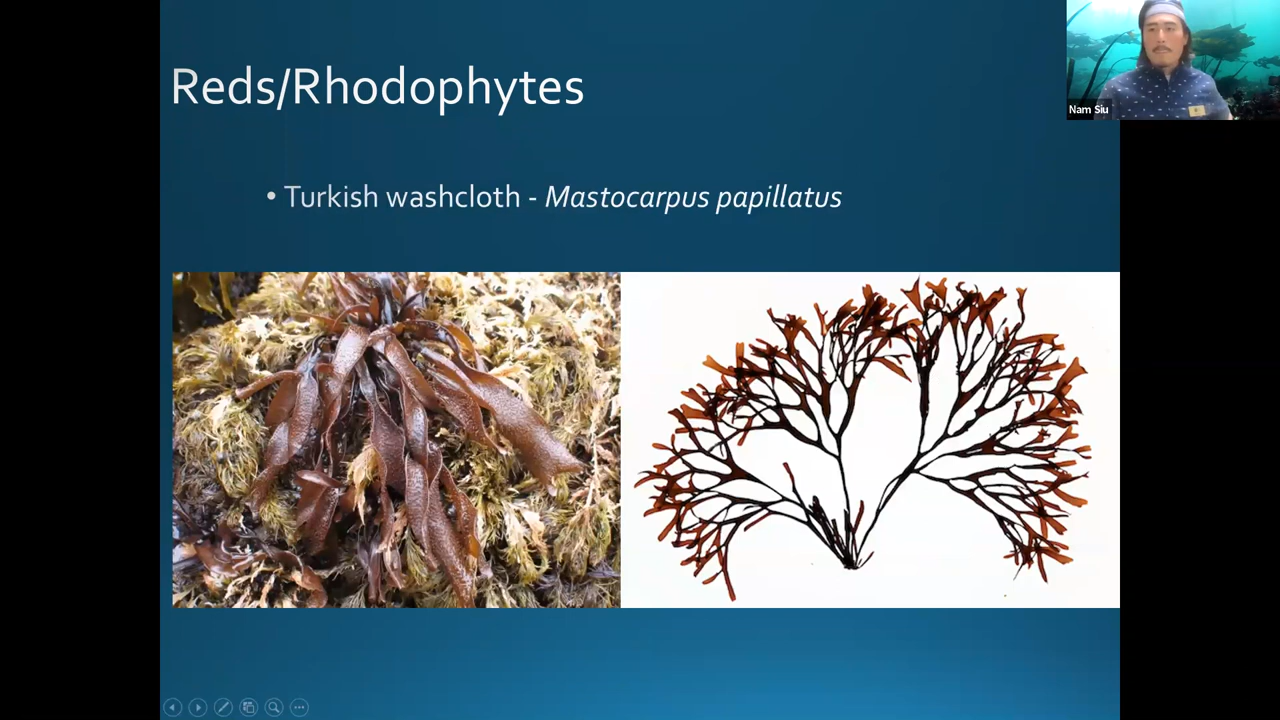 Reds/Rhodophytes
Nam Siu
• Turkish washcloth - Mastocarpus papillatus